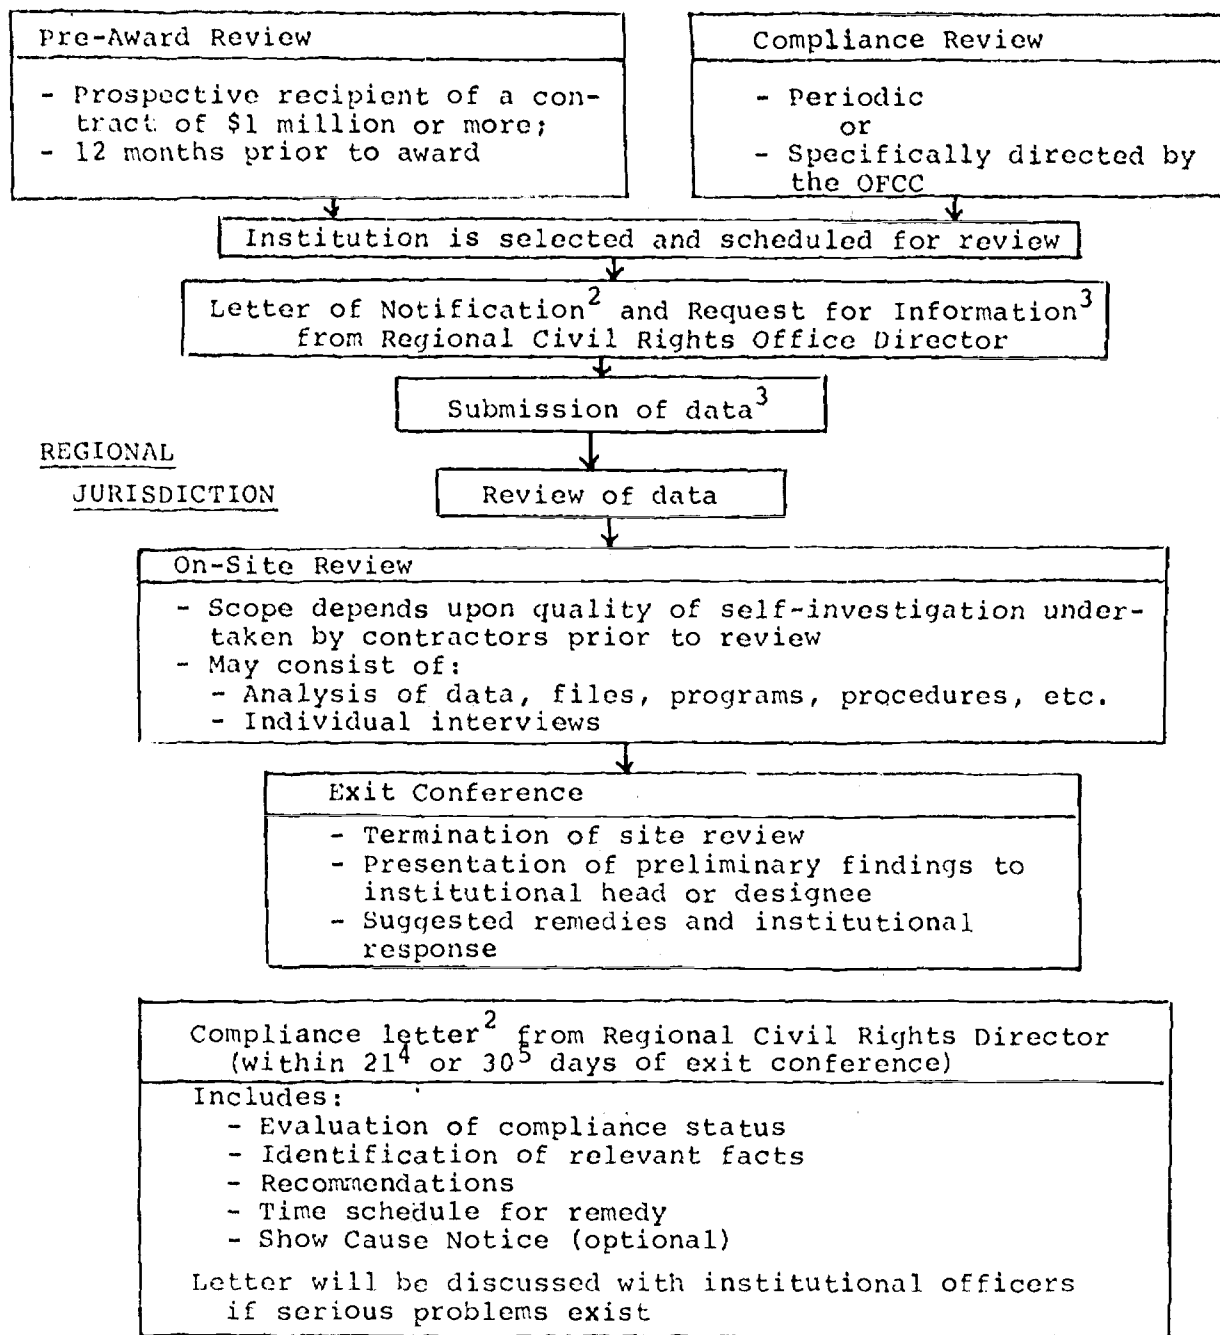 Pre-Award Review
- Prospective recipient of a con-
tract of $1 million or more;
- 12 months prior to award
Compliance Review
- Periodic
or
- Specifically directed by
the OFCC
Institution is selected and scheduled for review
Letter of Notification2 and Request for Information3
from Regional Civil Rights Office Director
Submission of data3
REGIONAL
JURISDICTION
Review of data
On-Site Review
- Scope depends upon quality of self-investigation under-
taken by contractors prior to review
- May consist of:
- Analysis of data, files, programs, procedures, etc.
- Individual interviews
Exit Conference
- Termination of site review
- Presentation of preliminary findings to
institutional head or designee
- Suggested remedies and institutional
response
Compliance letter2 from Regional Civil Rights Director
(within 214 or 305 days of exit conference)
Includes:
- Evaluation of compliance status
- Identification of relevant facts
- Recommendations
- Time schedule for remedy
- Show Cause Notice (optional)
Letter will be discussed with institutional officers
if serious problems exist